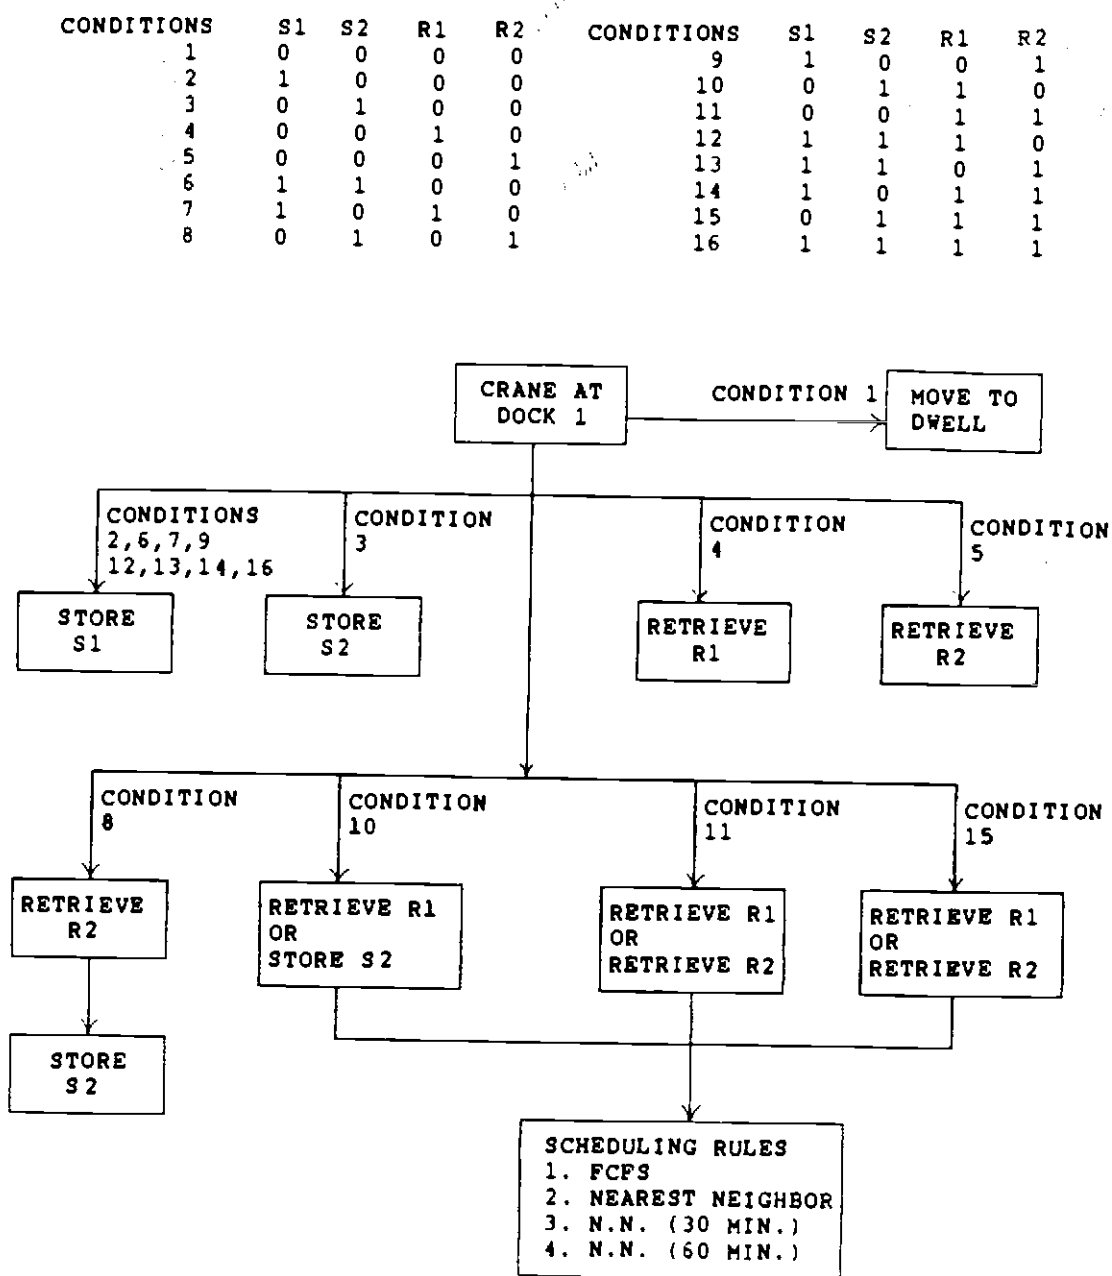 CONDITIONS S1 S2 R1 R2 CONDITIONS S1 S2 R1 R2
1 0 0 0 0 9 1 0 0 1
2 1 0 0 0 10 0 1 1 0
3 0 1 0 0 11 0 0 1 1
4 0 0 1 0 12 1 1 1 0
5 0 0 0 1 13 1 1 0 1
6 1 1 0 0 14 1 0 1 1
7 1 0 1 0 15 0 1 1 1
8 0 1 0 1 16 1 1 1 1
CRANE AT
DOCK 1
CONDITION 1
MOVE TO
DWELL
CONDITIONS
2,6,7,9
12,13,14,16
CONDITION
3
CONDITION
4
CONDITION
5
STORE
S1
STORE
S2
RETRIEVE
R1
RETRIEVE
R2
CONDITION
8
CONDITION
10
CONDITION
11
CONDITION
15
RETRIEVE
R2
RETRIEVE R1
OR
STORE S2
RETRIEVE R1
OR
RETRIEVE R2
RETRIEVE R1
OR
RETRIEVE R2
STORE
S2
SCHEDULING RULES
1. FCFS
2. NEAREST NEIGHBOR
3. N.N. (30 MIN.)
4. N.N. (60 MIN.)